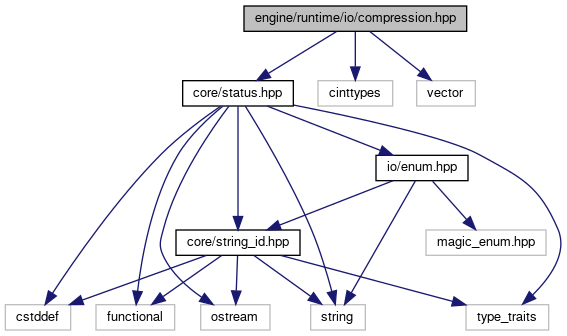 engine/runtime/io/compression.hpp
core/status.hpp
cinttypes
vector
io/enum.hpp
core/string_id.hpp
magic_enum.hpp
cstddef
functional
ostream
string
type_traits